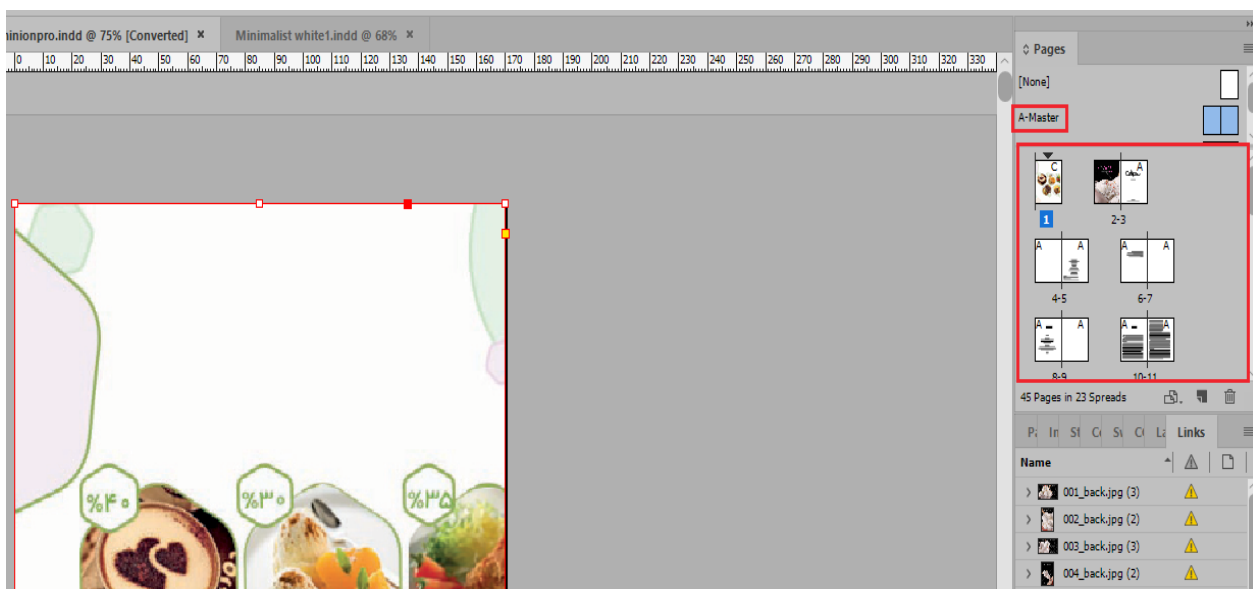 inionpro.indd @ 75% [Converted] × Minimalist white1.indd @ 68% ×
0 10 20 30 40 50 60 70 80 90 100 110 120 130 140 150 160 170 180 190 200 210 220 230 240 250 260 270 280 290 300 310 320 330
Pages
[None]
A-Master
C A
1 2-3
A A A A
4-5 6-7
A A A A
8-9 10-11
45 Pages in 23 Spreads
Pa In St Links
Name
001_back.jpg (3)
002_back.jpg (2)
003_back.jpg (3)
004_back.jpg (2)
%۴۰ %۳۰ %۳۵